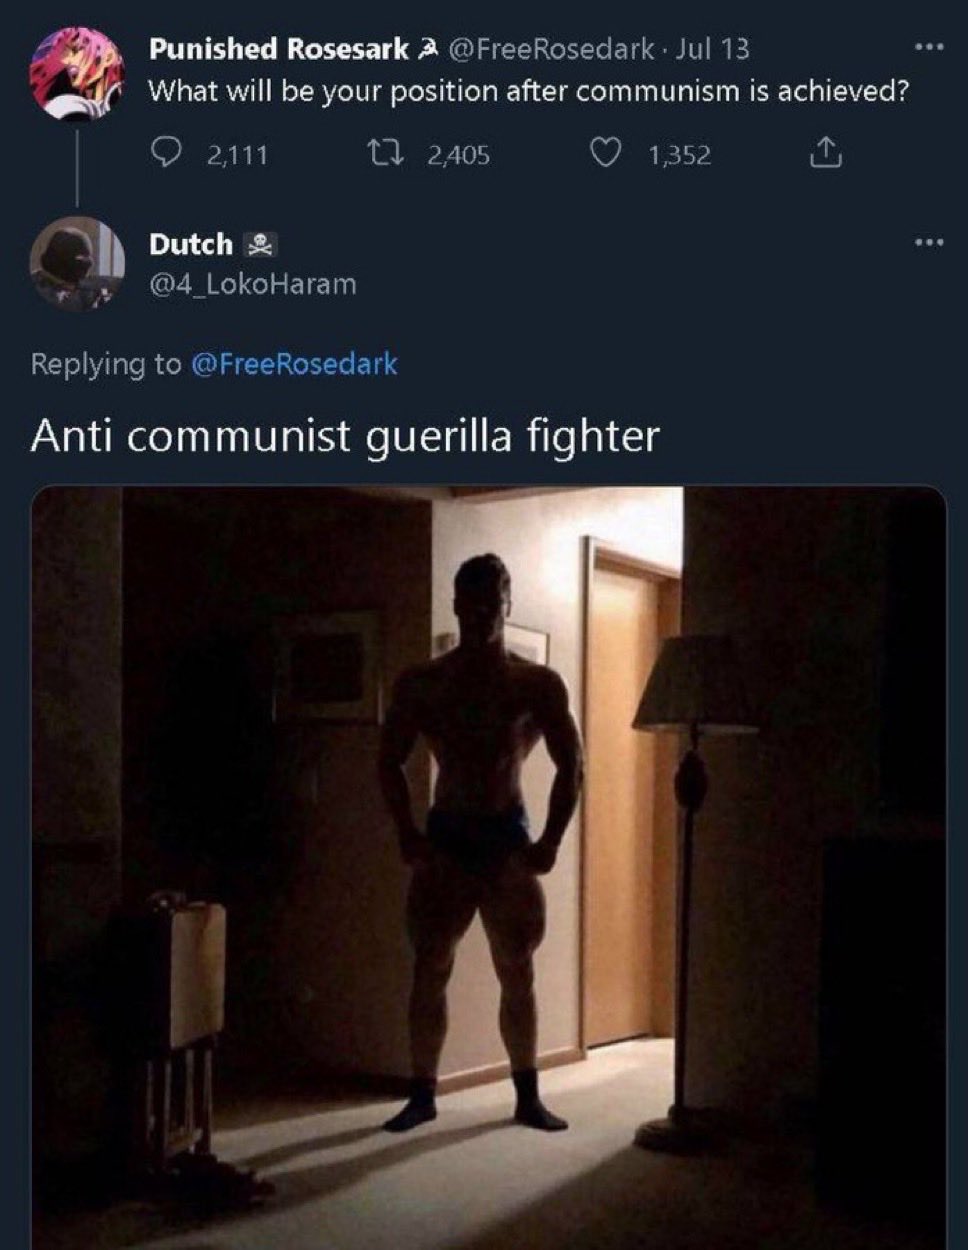 Punished Rosesark ☭ @FreeRosedark · Jul 13
What will be your position after communism is achieved?
2,111 2,405 1,352
Dutch ☠
@4_LokoHaram
Replying to @FreeRosedark
Anti communist guerilla fighter